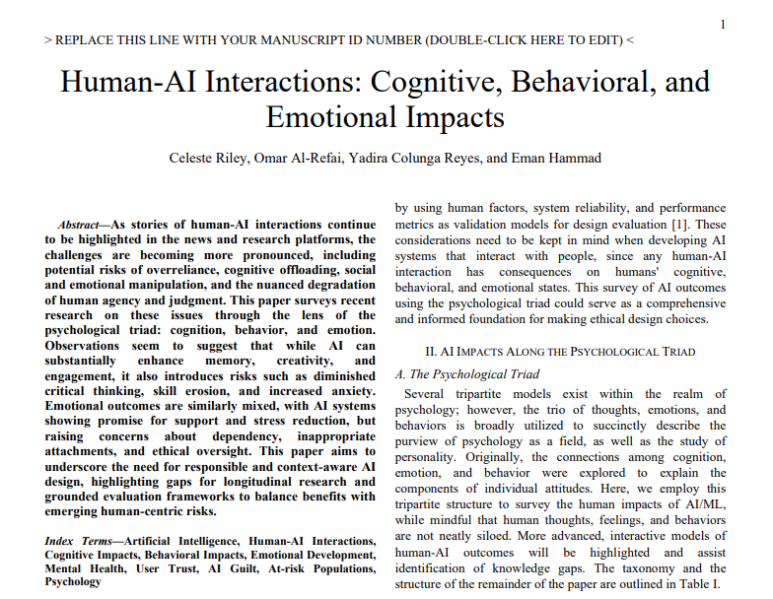 1
> REPLACE THIS LINE WITH YOUR MANUSCRIPT ID NUMBER (DOUBLE-CLICK HERE TO EDIT) <
Human-AI Interactions: Cognitive, Behavioral, and
Emotional Impacts
Celeste Riley, Omar Al-Refai, Yadira Colunga Reyes, and Eman Hammad
Abstract—As stories of human-AI interactions continue
to be highlighted in the news and research platforms, the
challenges are becoming more pronounced, including
potential risks of overreliance, cognitive offloading, social
and emotional manipulation, and the nuanced degradation
of human agency and judgment. This paper surveys recent
research on these issues through the lens of the
psychological triad: cognition, behavior, and emotion.
Observations seem to suggest that while AI can
substantially enhance memory, creativity, and
engagement, it also introduces risks such as diminished
critical thinking, skill erosion, and increased anxiety.
Emotional outcomes are similarly mixed, with AI systems
showing promise for support and stress reduction, but
raising concerns about dependency, inappropriate
attachments, and ethical oversight. This paper aims to
underscore the need for responsible and context-aware AI
design, highlighting gaps for longitudinal research and
grounded evaluation frameworks to balance benefits with
emerging human-centric risks.
Index Terms—Artificial Intelligence, Human-AI Interactions,
Cognitive Impacts, Behavioral Impacts, Emotional Development,
Mental Health, User Trust, AI Guilt, At-risk Populations,
Psychology
by using human factors, system reliability, and performance
metrics as validation models for design evaluation [1]. These
considerations need to be kept in mind when developing AI
systems that interact with people, since any human-AI
interaction has consequences on humans' cognitive,
behavioral, and emotional states. This survey of AI outcomes
using the psychological triad could serve as a comprehensive
and informed foundation for making ethical design choices.
II. AI IMPACTS ALONG THE PSYCHOLOGICAL TRIAD
A. The Psychological Triad
Several tripartite models exist within the realm of
psychology; however, the trio of thoughts, emotions, and
behaviors is broadly utilized to succinctly describe the
purview of psychology as a field, as well as the study of
personality. Originally, the connections among cognition,
emotion, and behavior were explored to explain the
components of individual attitudes. Here, we employ this
tripartite structure to survey the human impacts of AI/ML,
while mindful that human thoughts, feelings, and behaviors
are not neatly siloed. More advanced, interactive models of
human-AI outcomes will be highlighted and assist
identification of knowledge gaps. The taxonomy and the
structure of the remainder of the paper are outlined in Table I.